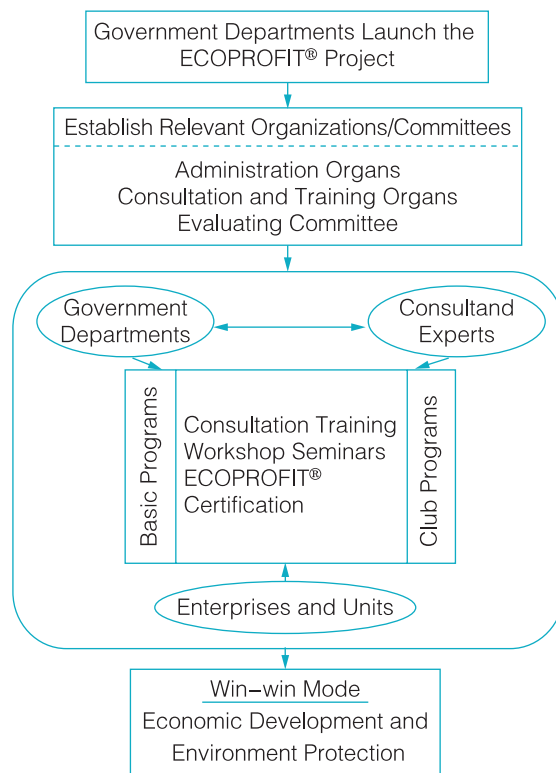 Government Departments Launch the
ECOPROFIT® Project
Establish Relevant Organizations/Committees
Administration Organs
Consultation and Training Organs
Evaluating Committee
Government
Departments
Consultand
Experts
Basic Programs
Consultation Training
Workshop Seminars
ECOPROFIT®
Certification
Club Programs
Enterprises and Units
Win–win Mode
Economic Development and
Environment Protection